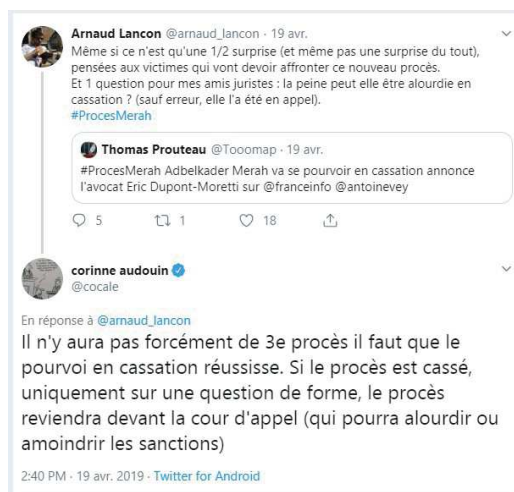 Arnaud Lancon @arnaud_lancon · 19 avr.
Même si ce n'est qu'une 1/2 surprise (et même pas une surprise du tout),
pensées aux victimes qui vont devoir affronter ce nouveau procès.
Et 1 question pour mes amis juristes : la peine peut elle être alourdie en
cassation ? (sauf erreur, elle l'a été en appel).
#ProcesMerah
Thomas Prouteau @Tooomap · 19 avr.
#ProcesMerah Adbelkader Merah va se pourvoir en cassation annonce
l'avocat Eric Dupont-Moretti sur @franceinfo @antoinevey
5 1 18
corinne audouin
@cocale
En réponse à @arnaud_lancon
Il n'y aura pas forcément de 3e procès il faut que le
pourvoi en cassation réussisse. Si le procès est cassé,
uniquement sur une question de forme, le procès
reviendra devant la cour d'appel (qui pourra alourdir ou
amoindrir les sanctions)
2:40 PM · 19 avr. 2019 · Twitter for Android